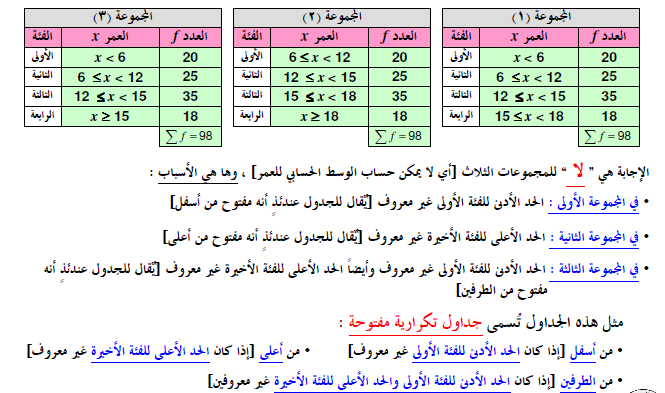 المجموعة (١)
العدد f العمر x الفئة
20 x < 6 الأولى
25 6 ≤ x < 12 الثانية
35 12 ≤ x < 15 الثالثة
18 15 ≤ x < 18 الرابعة
∑ f = 98
المجموعة (٢)
العدد f العمر x الفئة
20 6 ≤ x < 12 الأولى
25 12 ≤ x < 15 الثانية
35 15 ≤ x < 18 الثالثة
18 x ≥ 18 الرابعة
∑ f = 98
المجموعة (٣)
العدد f العمر x الفئة
20 x < 6 الأولى
25 6 ≤ x < 12 الثانية
35 12 ≤ x < 15 الثالثة
18 x ≥ 15 الرابعة
∑ f = 98
الإجابة هي " لا " للمجموعات الثلاث [أي لا يمكن حساب الوسط الحسابي للعمر] ، وها هي الأسباب :
• في المجموعة الأولى : الحد الأدنى للفئة الأولى غير معروف [يُقال للجدول عندئذٍ أنه مفتوح من أسفل]
• في المجموعة الثانية : الحد الأعلى للفئة الأخيرة غير معروف [يُقال للجدول عندئذٍ أنه مفتوح من أعلى]
• في المجموعة الثالثة : الحد الأدنى للفئة الأولى غير معروف وأيضاً الحد الأعلى للفئة الأخيرة غير معروف [يُقال للجدول عندئذٍ أنه
مفتوح من الطرفين]
مثل هذه الجداول تُسمى جداول تكرارية مفتوحة :
• من أسفل [إذا كان الحد الأدنى للفئة الأولى غير معروف] • من أعلى [إذا كان الحد الأعلى للفئة الأخيرة غير معروف]
• من الطرفين [إذا كان الحد الأدنى للفئة الأولى والحد الأعلى للفئة الأخيرة غير معروفين]